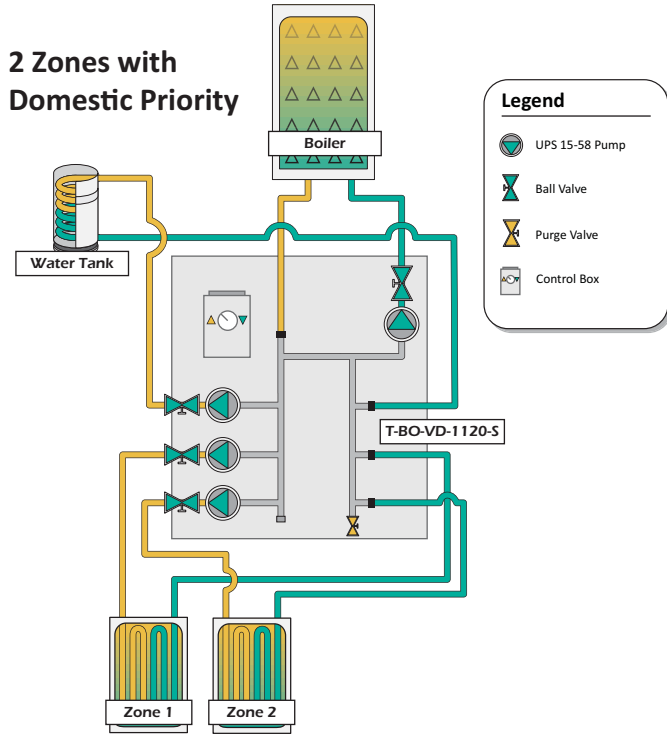 2 Zones with
Domestic Priority
Boiler
Water Tank
T-BO-VD-1120-S
Zone 1
Zone 2
Legend
UPS 15-58 Pump
Ball Valve
Purge Valve
Control Box